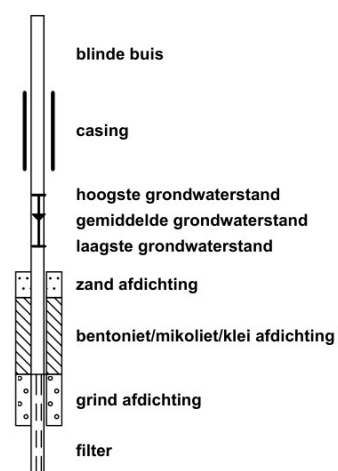 blinde buis
casing
hoogste grondwaterstand
gemiddelde grondwaterstand
laagste grondwaterstand
zand afdichting
bentoniet/mikoliet/klei afdichting
grind afdichting
filter